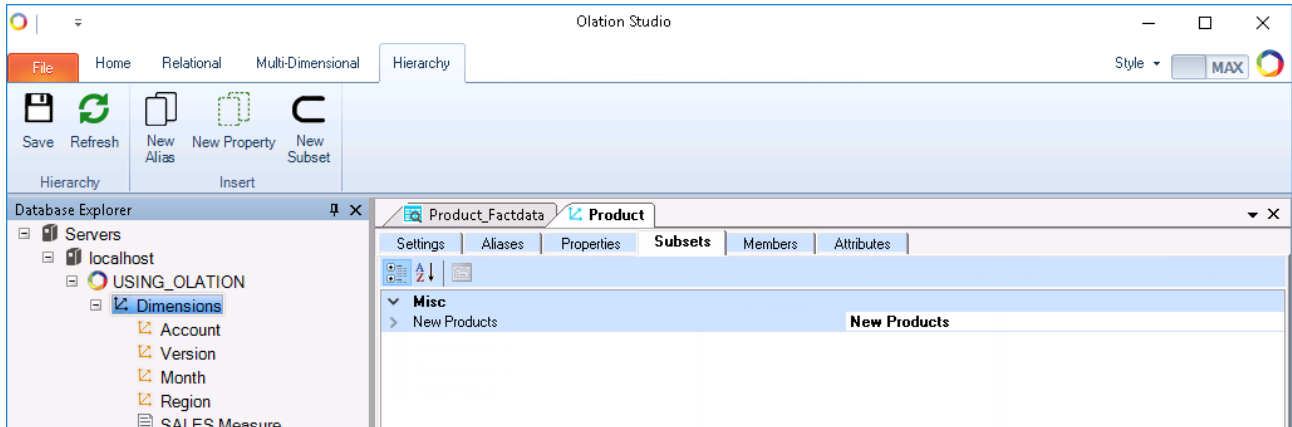 Olation Studio
File Home Relational Multi-Dimensional Hierarchy Style MAX
Save Refresh New Alias New Property New Subset
Hierarchy Insert
Database Explorer
Servers
localhost
USING_OLATION
Dimensions
Account
Version
Month
Region
SALES Measure
Product_Factdata Product
Settings Aliases Properties Subsets Members Attributes
Misc
New Products New Products